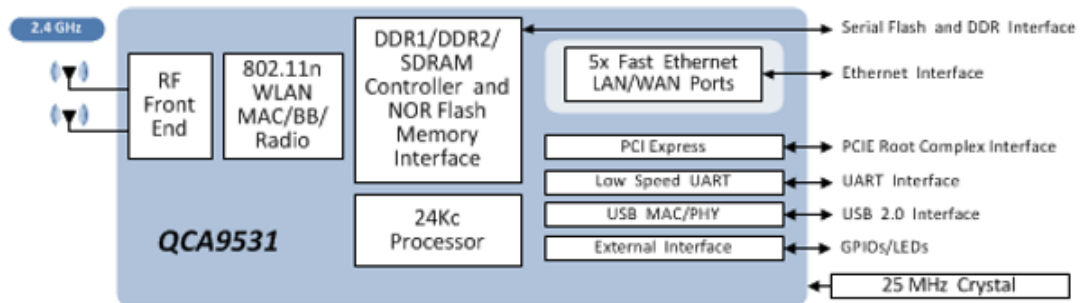 2.4 GHz
RF
Front
End
802.11n
WLAN
MAC/BB/
Radio
DDR1/DDR2/
SDRAM
Controller and
NOR Flash
Memory
Interface
24Kc
Processor
QCA9531
5x Fast Ethernet
LAN/WAN Ports
PCI Express
Low Speed UART
USB MAC/PHY
External Interface
Serial Flash and DDR Interface
Ethernet Interface
PCIE Root Complex Interface
UART Interface
USB 2.0 Interface
GPIOs/LEDs
25 MHz Crystal